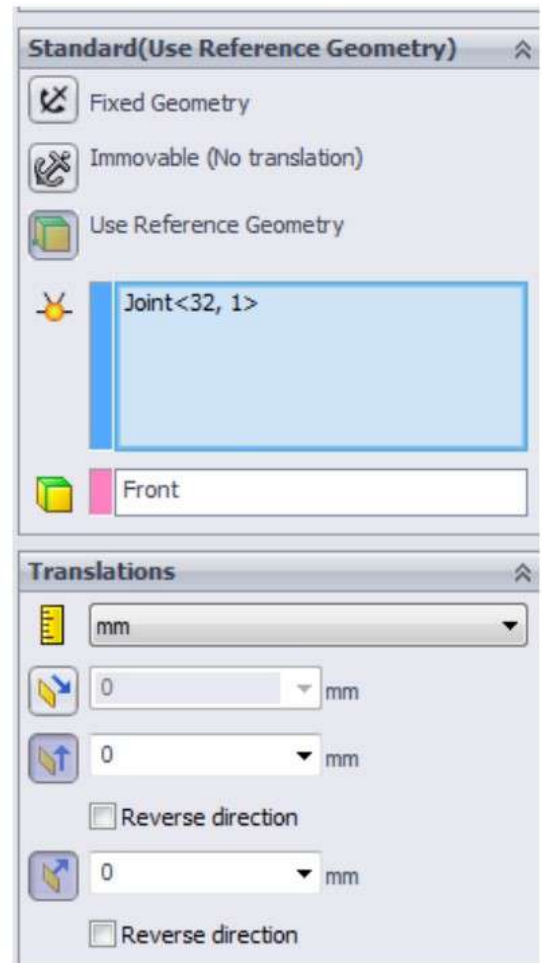 Standard(Use Reference Geometry)
Fixed Geometry
Immovable (No translation)
Use Reference Geometry
Joint<32, 1>
Front
Translations
mm
0 mm
0 mm
Reverse direction
0 mm
Reverse direction